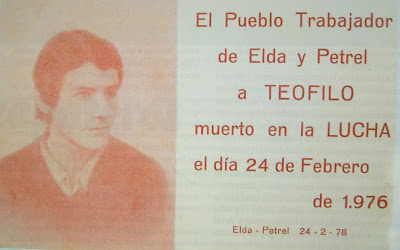 El Pueblo Trabajador
de Elda y Petrel
a TEOFILO
muerto en la LUCHA
el día 24 de Febrero
de 1.976
Elda - Petrel 24 - 2 - 78